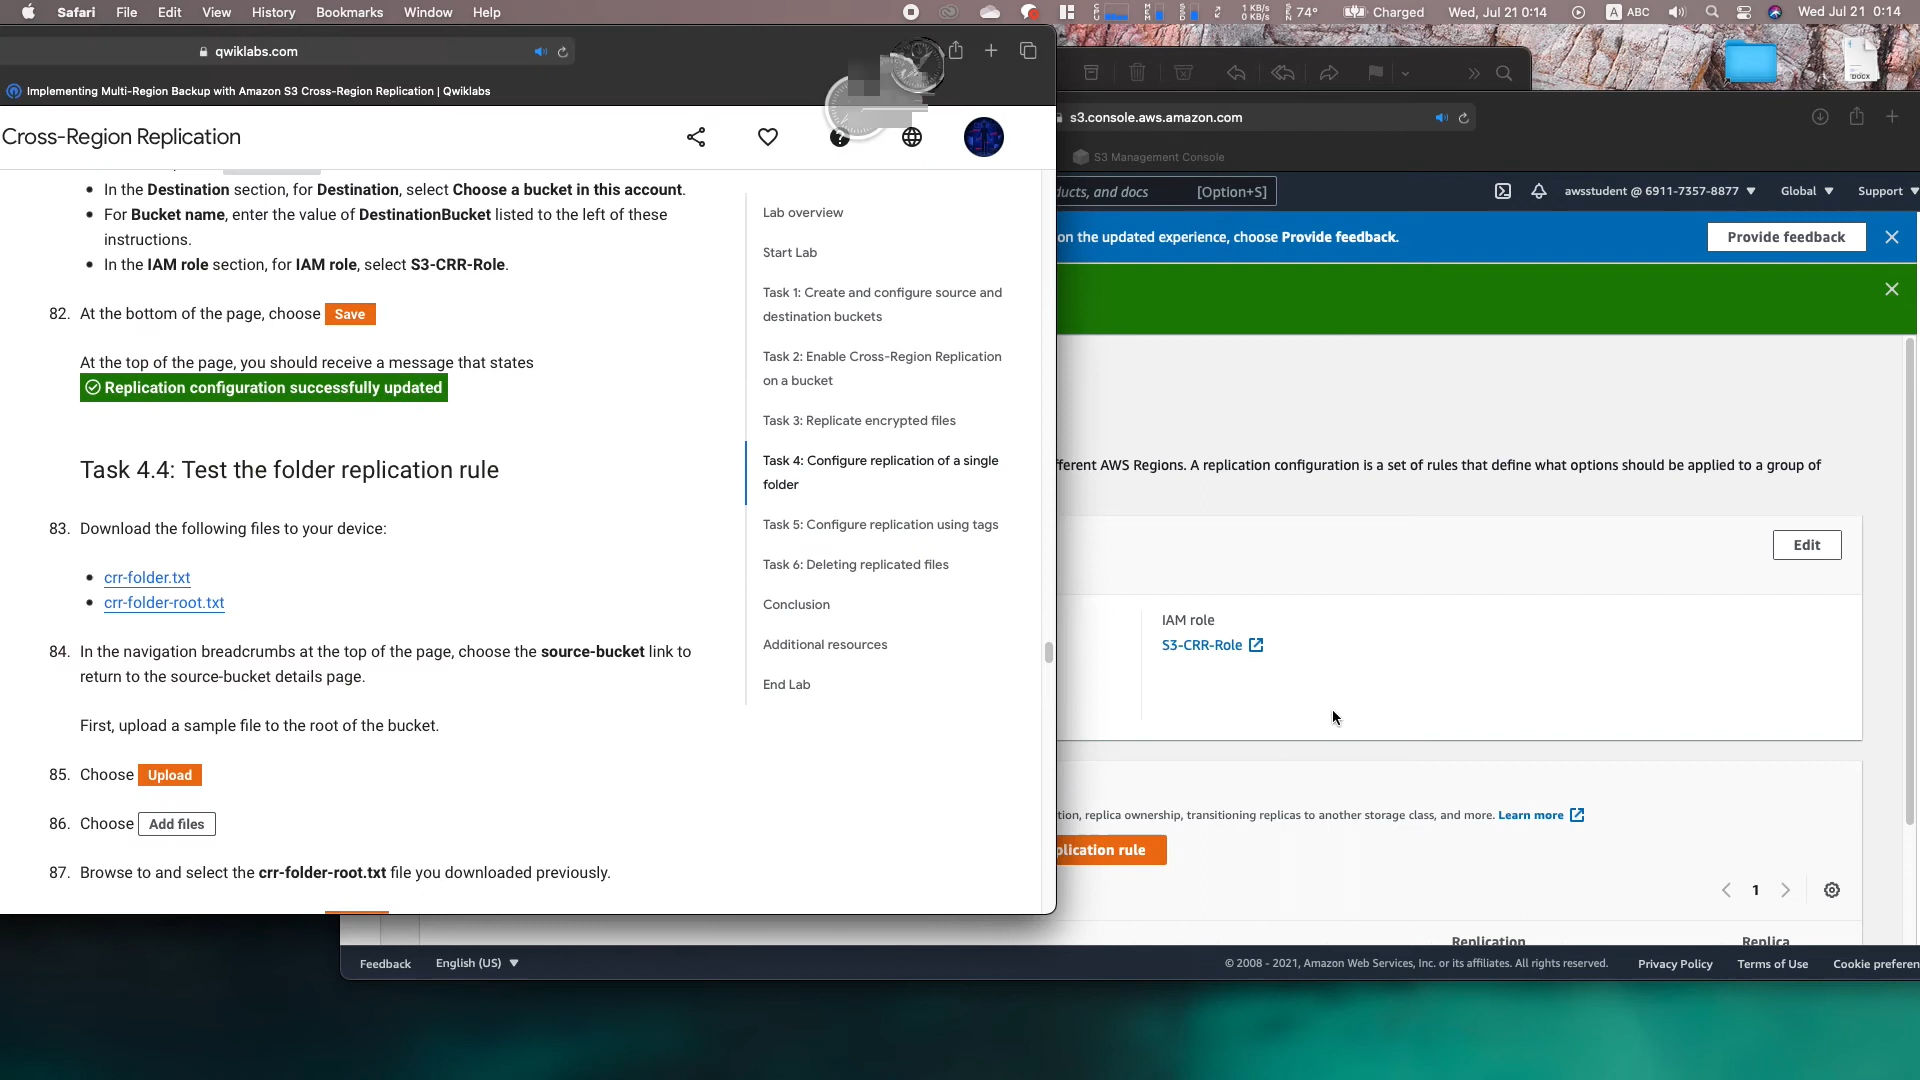 Safari File Edit View History Bookmarks Window Help
1 KB/s
0 KB/s
74°
Charged
Wed, Jul 21 0:14
A ABC
Wed Jul 21 0:14
DOCX
qwiklabs.com
Implementing Multi-Region Backup with Amazon S3 Cross-Region Replication | Qwiklabs
Cross-Region Replication
• In the Destination section, for Destination, select Choose a bucket in this account.
• For Bucket name, enter the value of DestinationBucket listed to the left of these
instructions.
• In the IAM role section, for IAM role, select S3-CRR-Role.
82. At the bottom of the page, choose Save
At the top of the page, you should receive a message that states
Replication configuration successfully updated
Task 4.4: Test the folder replication rule
83. Download the following files to your device:
• crr-folder.txt
• crr-folder-root.txt
84. In the navigation breadcrumbs at the top of the page, choose the source-bucket link to
return to the source-bucket details page.
First, upload a sample file to the root of the bucket.
85. Choose Upload
86. Choose Add files
87. Browse to and select the crr-folder-root.txt file you downloaded previously.
Lab overview
Start Lab
Task 1: Create and configure source and
destination buckets
Task 2: Enable Cross-Region Replication
on a bucket
Task 3: Replicate encrypted files
Task 4: Configure replication of a single
folder
Task 5: Configure replication using tags
Task 6: Deleting replicated files
Conclusion
Additional resources
End Lab
s3.console.aws.amazon.com
S3 Management Console
ducts, and docs [Option+S]
awsstudent @ 6911-7357-8877 Global Support
on the updated experience, choose Provide feedback.
Provide feedback
ferent AWS Regions. A replication configuration is a set of rules that define what options should be applied to a group of
Edit
IAM role
S3-CRR-Role
tion, replica ownership, transitioning replicas to another storage class, and more. Learn more
plication rule
1
Replication Replica
Feedback English (US) © 2008 - 2021, Amazon Web Services, Inc. or its affiliates. All rights reserved. Privacy Policy Terms of Use Cookie preferen